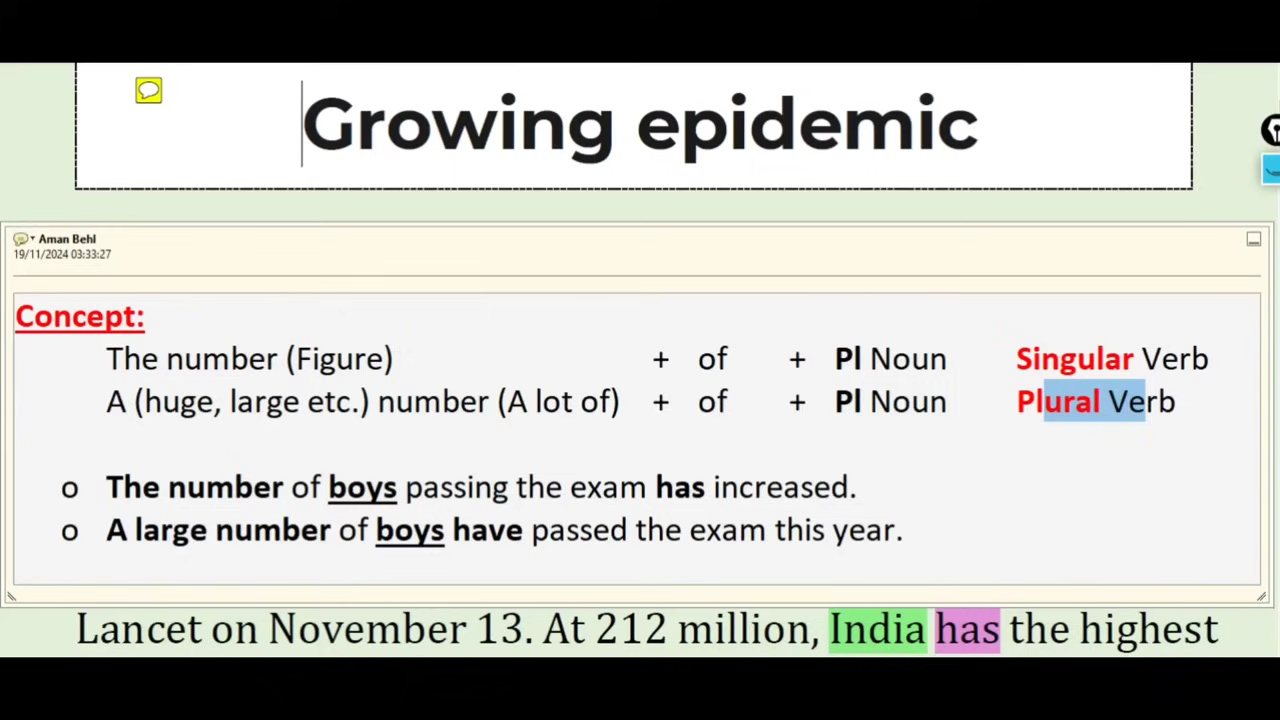 Growing epidemic
Aman Behl
19/11/2024 03:33:27
Concept:
The number (Figure) + of + Pl Noun Singular Verb
A (huge, large etc.) number (A lot of) + of + Pl Noun Plural Verb
o The number of boys passing the exam has increased.
o A large number of boys have passed the exam this year.
Lancet on November 13. At 212 million, India has the highest